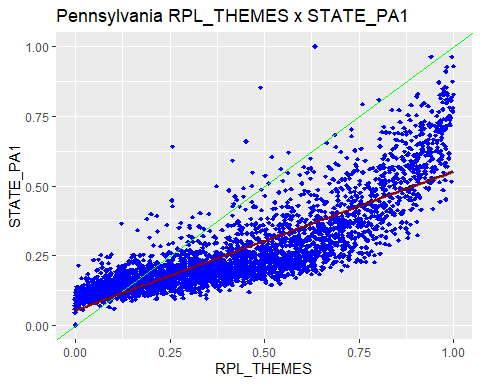 Pennsylvania RPL_THEMES x STATE_PA1
1.00
0.75
0.50
0.25
0.00
STATE_PA1
0.00 0.25 0.50 0.75 1.00
RPL_THEMES